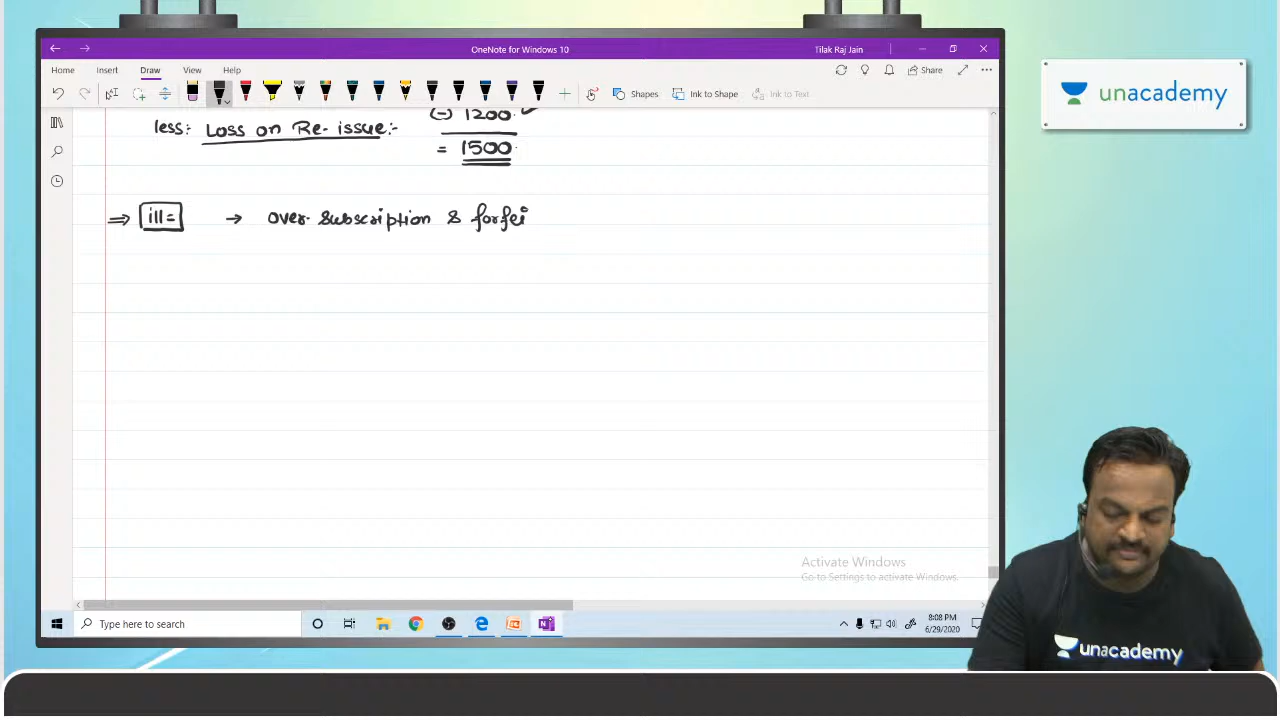 OneNote for Windows 10
Tilak Raj Jain
Home Insert Draw View Help
Share
Shapes
Ink to Shape
Ink to Text
unacademy
(-) 1200
less:- Loss on Re-issue:-
= 1500
⇒ ill= → over-subscription & forfei
Activate Windows
Go to Settings to activate Windows.
Type here to search
8:08 PM
6/29/2020
unacademy